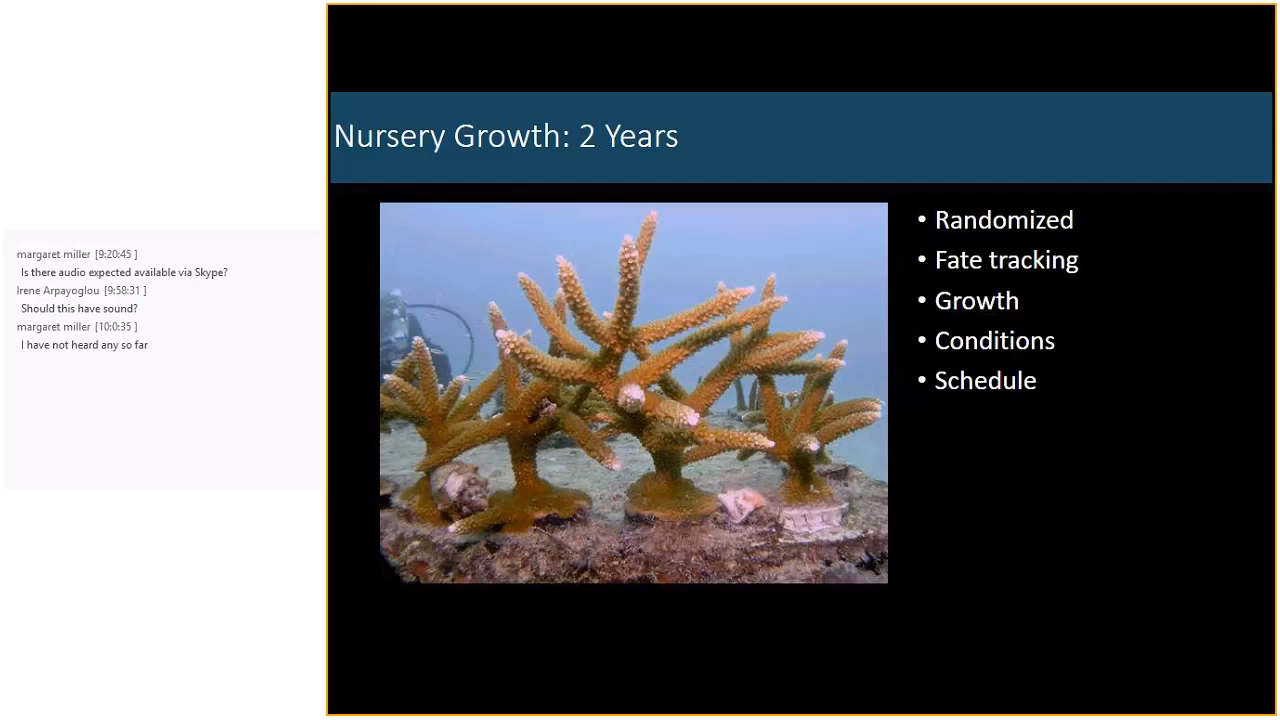 margaret miller [9:20:45 ]
Is there audio expected available via Skype?
Irene Arpayoglou [9:58:31 ]
Should this have sound?
margaret miller [10:0:35 ]
I have not heard any so far
Nursery Growth: 2 Years
• Randomized
• Fate tracking
• Growth
• Conditions
• Schedule